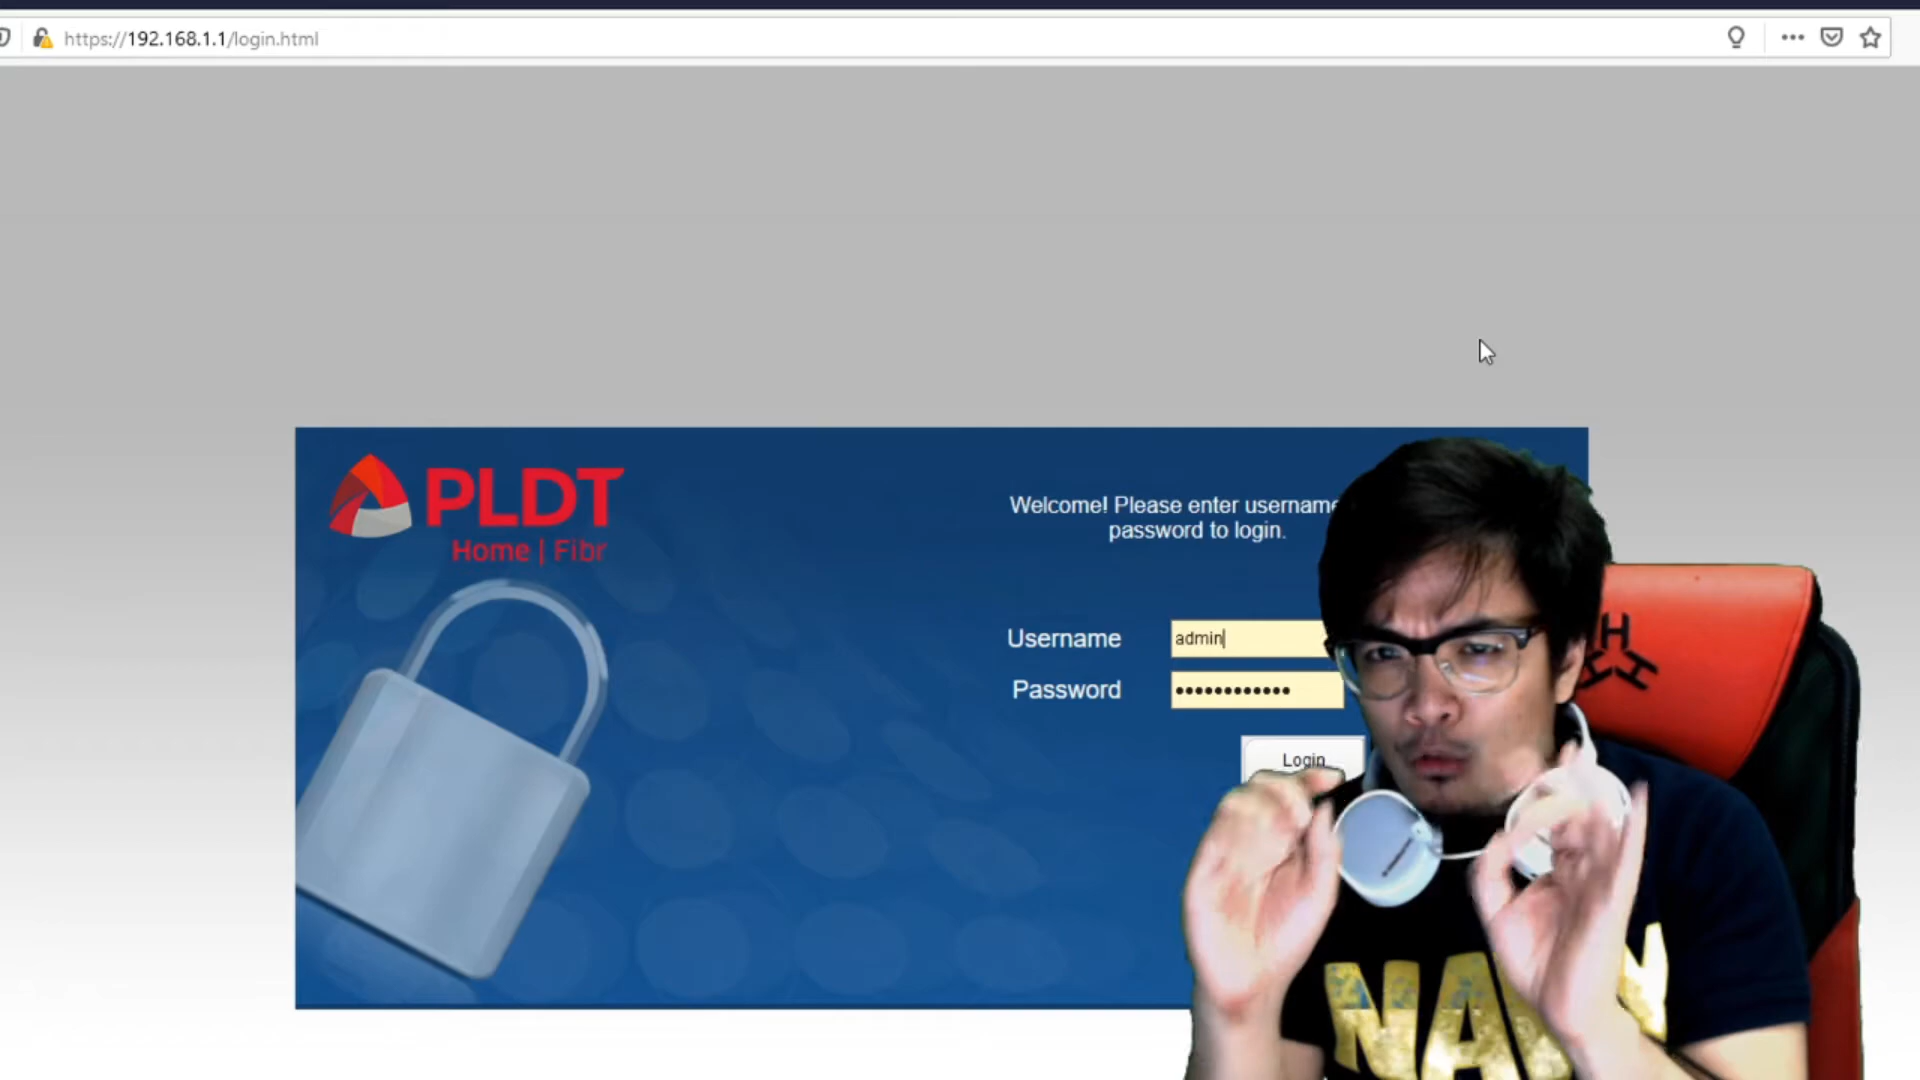 https://192.168.1.1/login.html
PLDT
Home | Fibr
Welcome! Please enter username
password to login.
Username
admin
Password
••••••••••••
Login